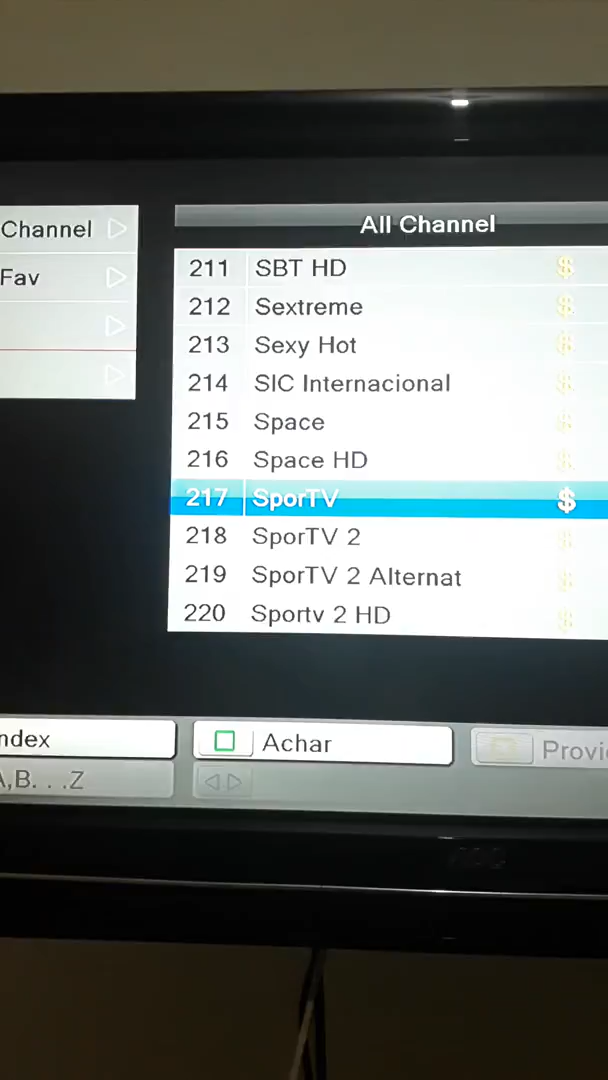 Channel
Fav
All Channel
211 SBT HD $
212 Sextreme $
213 Sexy Hot $
214 SIC Internacional $
215 Space $
216 Space HD $
217 SporTV $
218 SporTV 2 $
219 SporTV 2 Alternat $
220 Sportv 2 HD $
ndex
Achar
Provi
A,B. . .Z
AOC